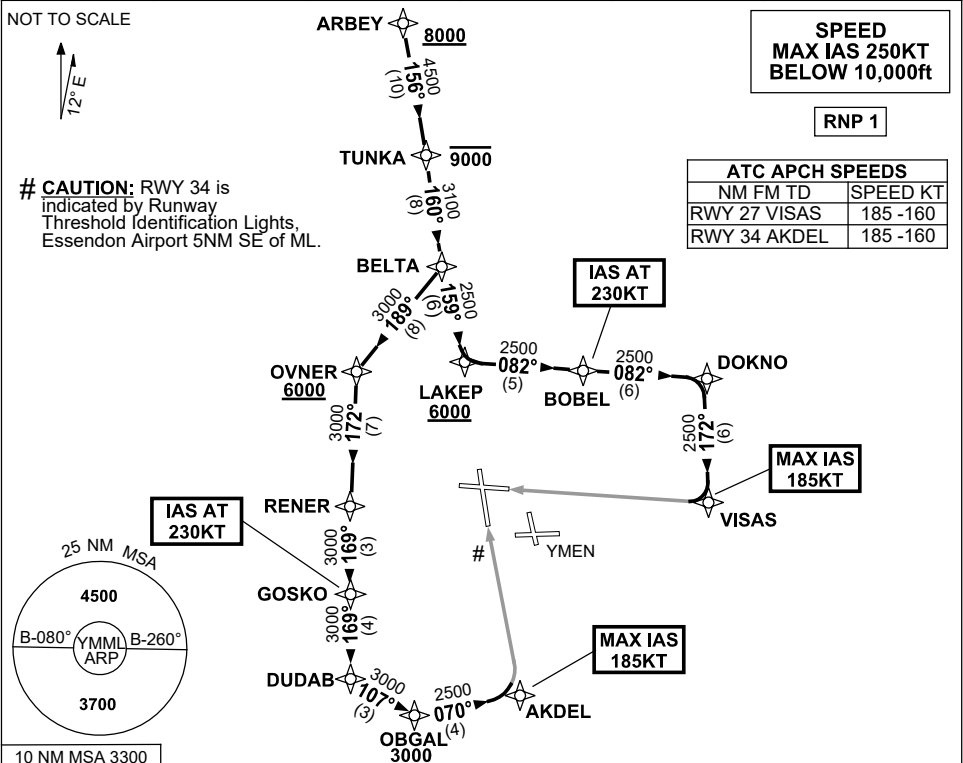 NOT TO SCALE
12° E
ARBEY
8000
4500
156°
(10)
SPEED
MAX IAS 250KT
BELOW 10,000ft
RNP 1
TUNKA
9000
ATC APCH SPEEDS
NM FM TD SPEED KT
RWY 27 VISAS 185 -160
RWY 34 AKDEL 185 -160
# CAUTION: RWY 34 is
indicated by Runway
Threshold Identification Lights,
Essendon Airport 5NM SE of ML.
3100
160°
(8)
BELTA
3000
189°
(8)
2500
159°
(6)
IAS AT
230KT
OVNER
6000
LAKEP
6000
2500
082°
(5)
BOBEL
2500
082°
(6)
DOKNO
3000
172°
(7)
2500
172°
(6)
MAX IAS
185KT
VISAS
RENER
IAS AT
230KT
3000
169°
(3)
#
YMEN
GOSKO
25 NM MSA
4500
B-080°
YMML
ARP
B-260°
3700
10 NM MSA 3300
3000
169°
(4)
DUDAB
3000
107°
(3)
OBGAL
3000
2500
070°
(4)
AKDEL
MAX IAS
185KT